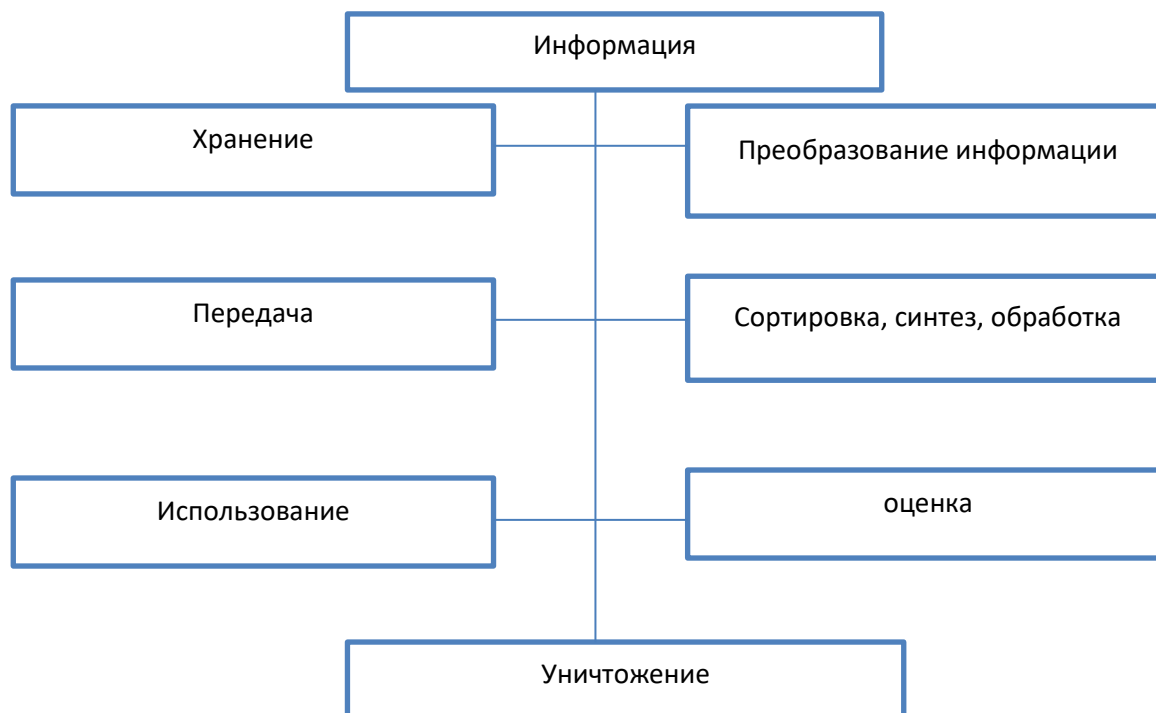 Информация
Хранение
Преобразование информации
Передача
Сортировка, синтез, обработка
Использование
оценка
Уничтожение